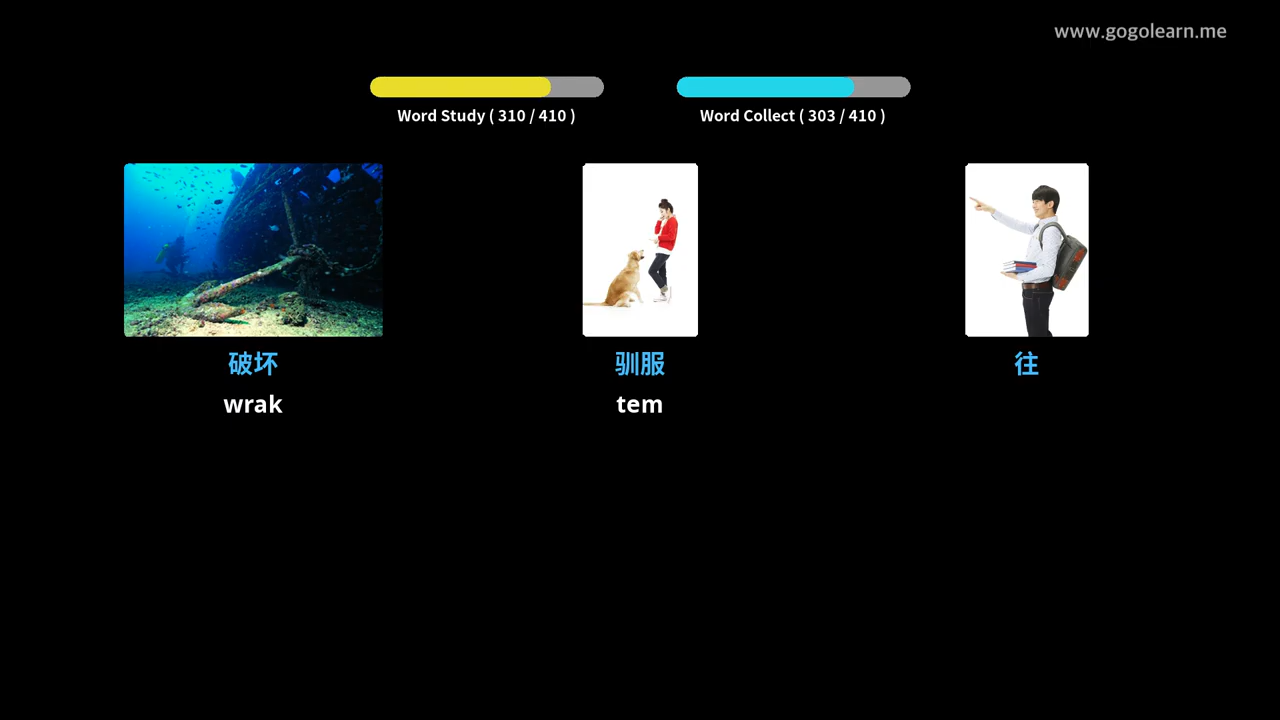 www.gogolearn.me
Word Study ( 310 / 410 )
Word Collect ( 303 / 410 )
破坏
驯服
往
wrak
tem